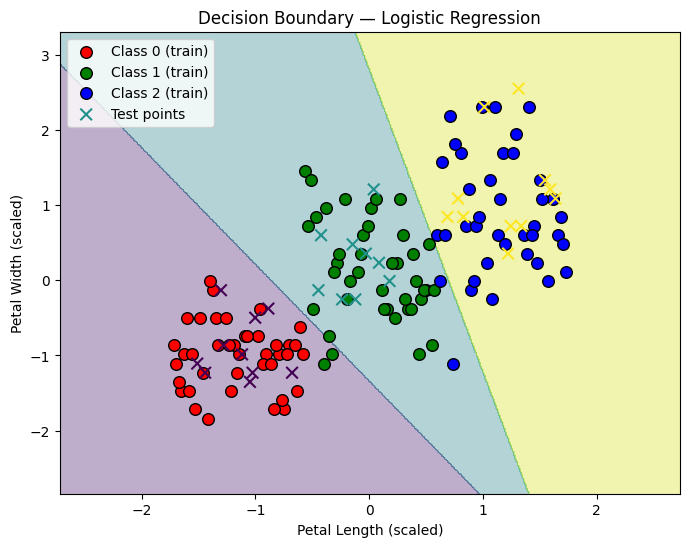 Decision Boundary — Logistic Regression
Class 0 (train)
Class 1 (train)
Class 2 (train)
Test points
Petal Width (scaled)
3
2
1
0
−1
−2
−2
−1
0
1
2
Petal Length (scaled)